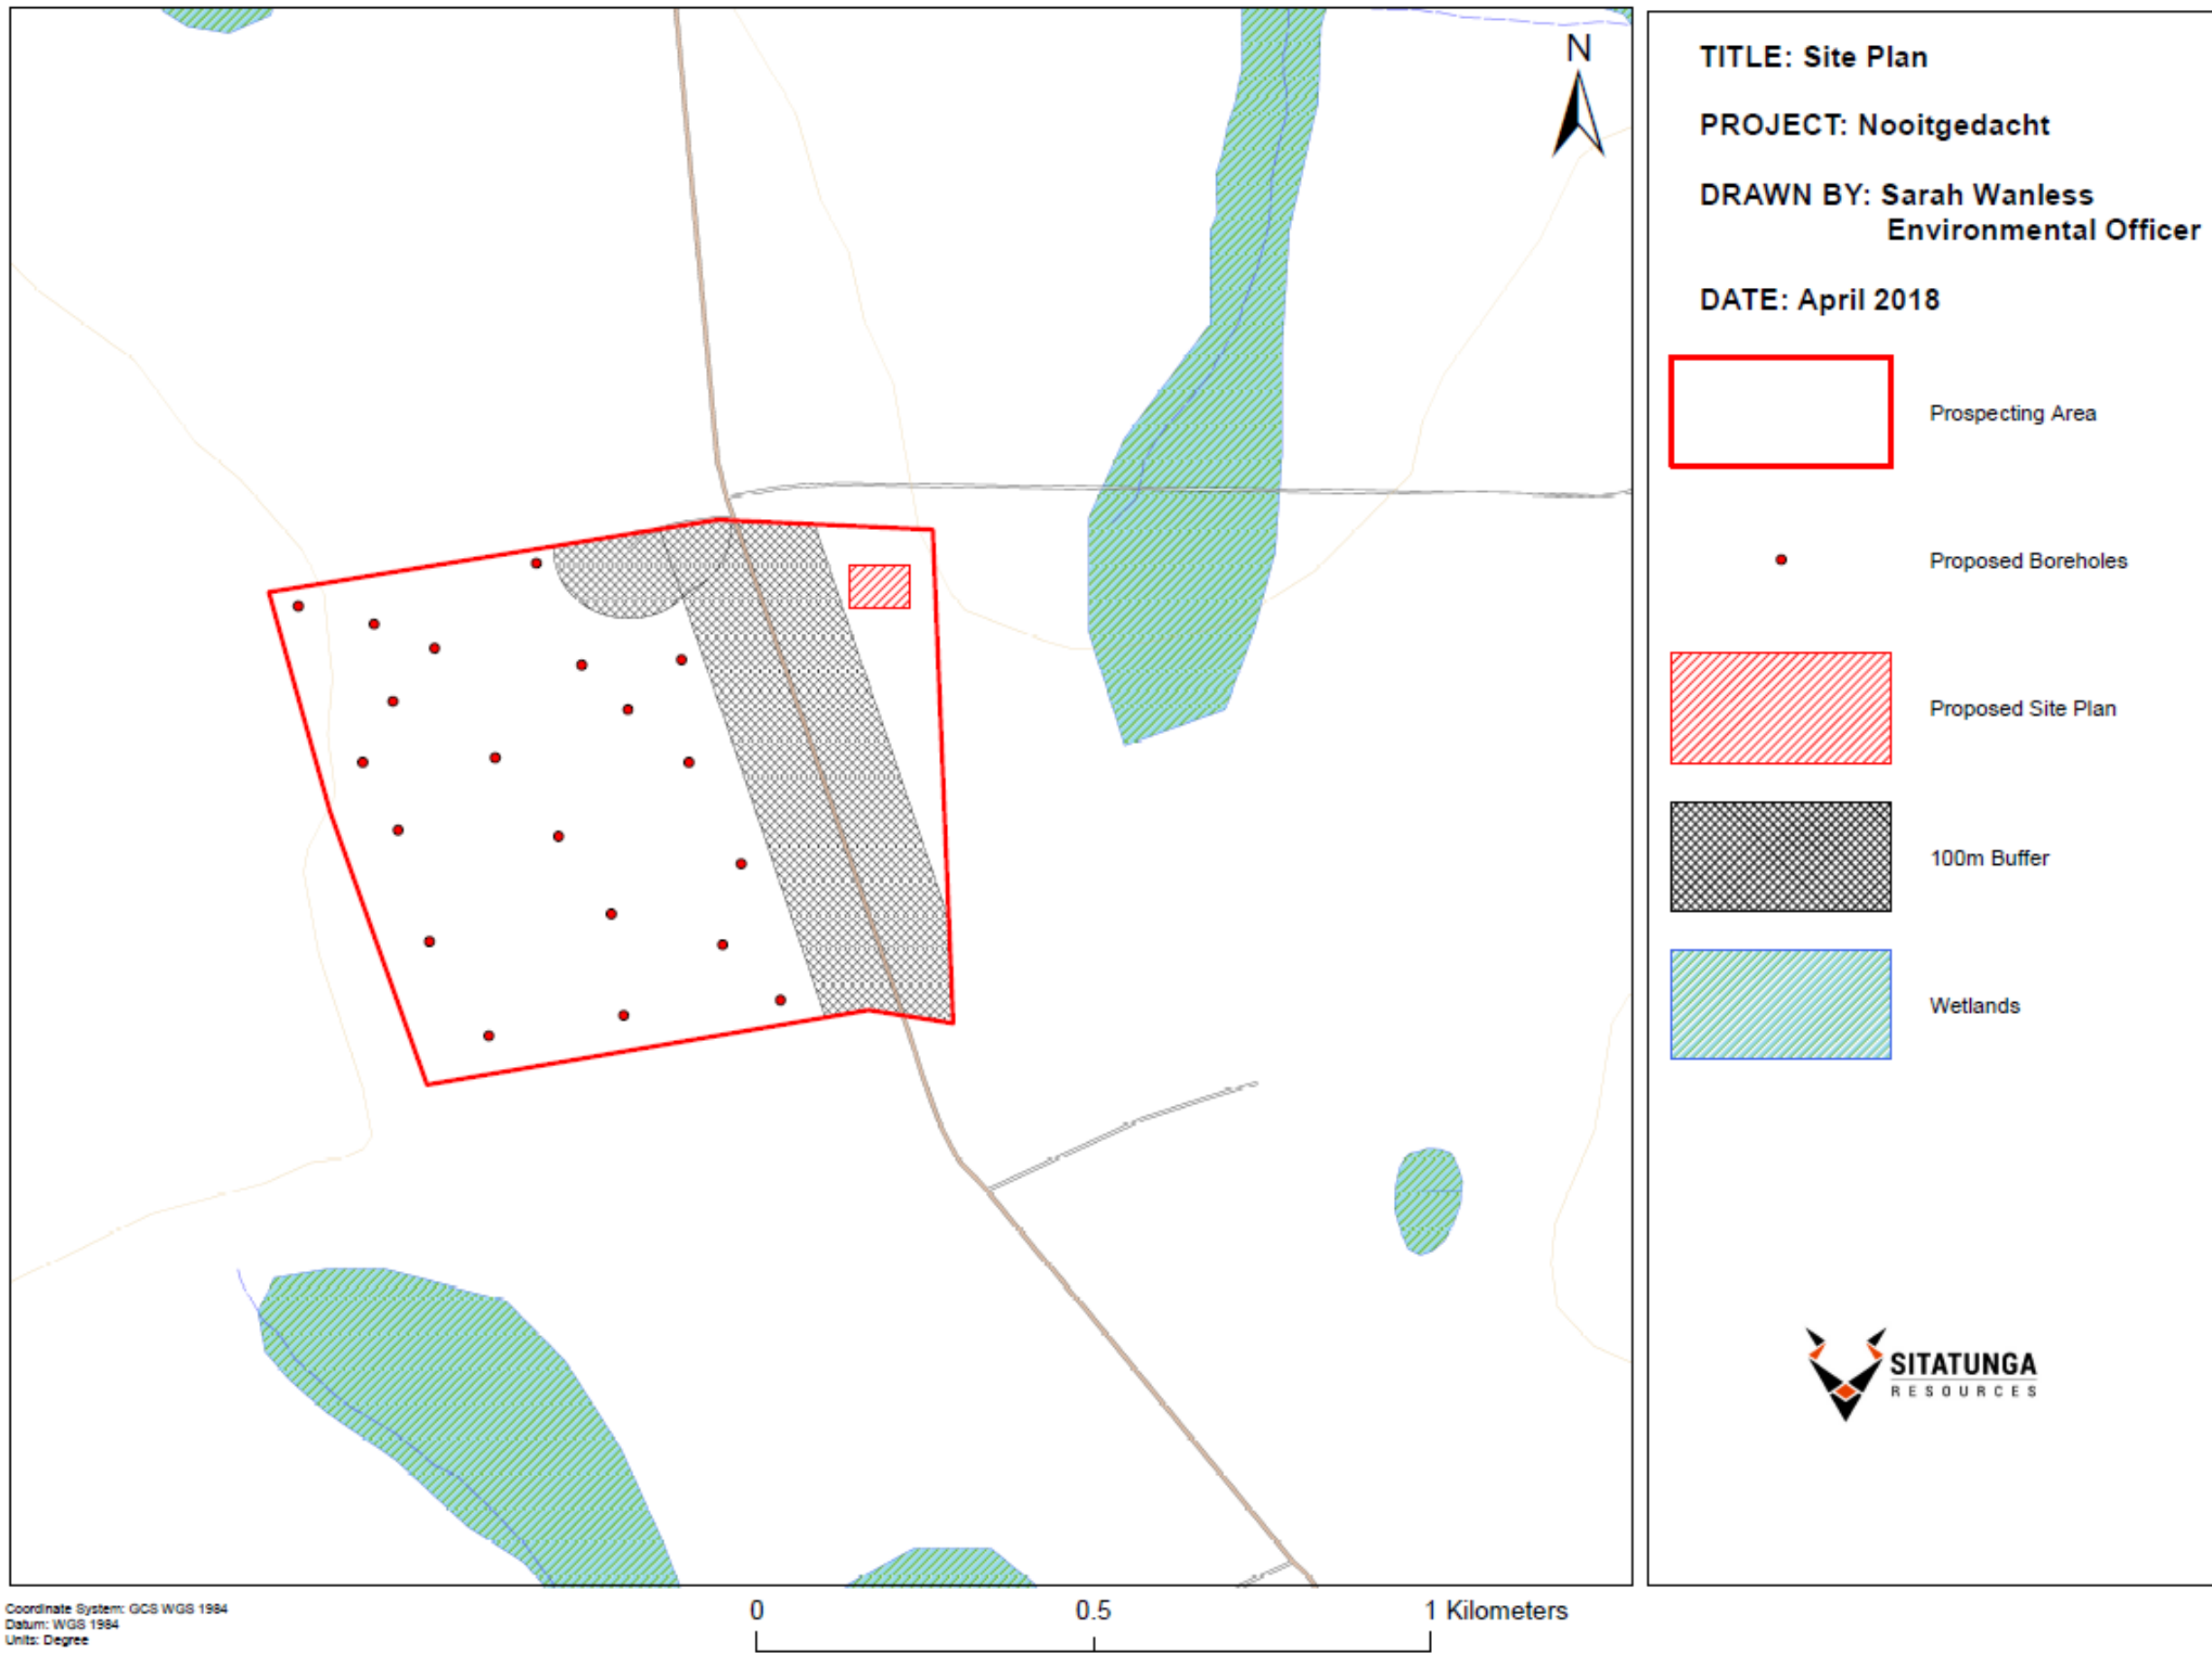 N
TITLE: Site Plan
PROJECT: Nooitgedacht
DRAWN BY: Sarah Wanless
Environmental Officer
DATE: April 2018
Prospecting Area
Proposed Boreholes
Proposed Site Plan
100m Buffer
Wetlands
SITATUNGA
RESOURCES
Coordinate System: GCS WGS 1984
Datum: WGS 1984
Units: Degree
0 0.5 1 Kilometers